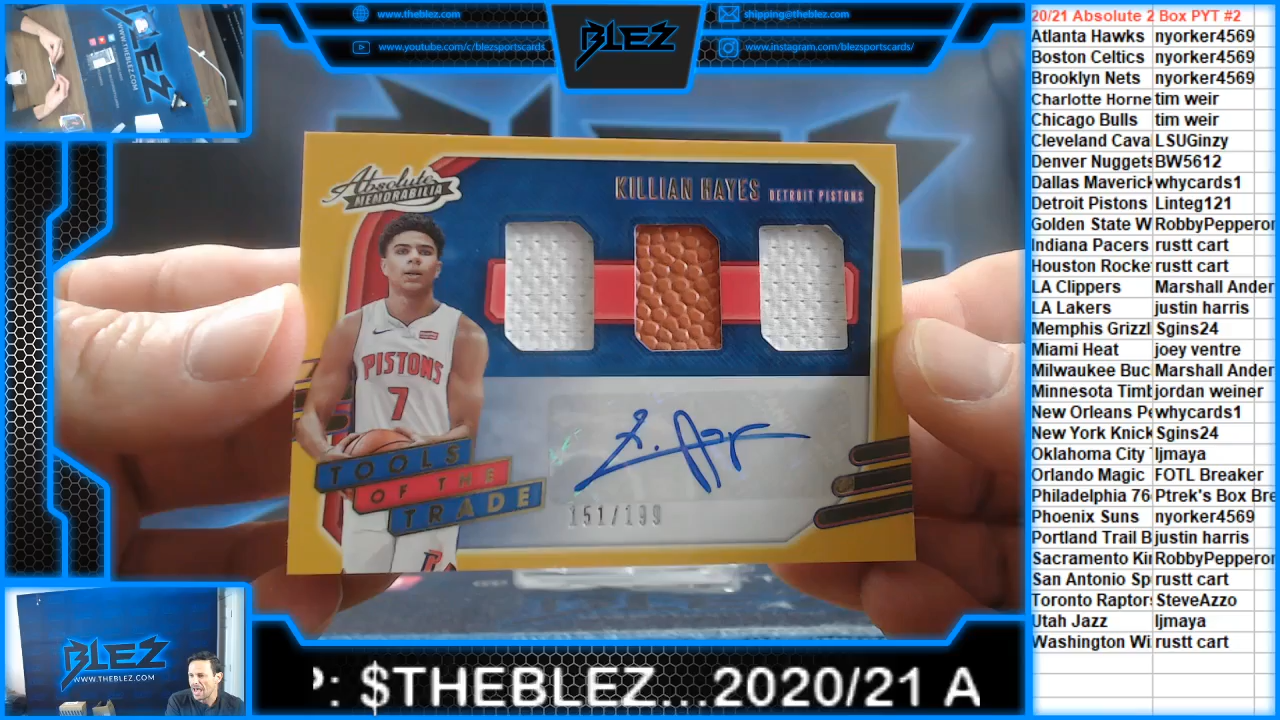 www.theblez.com
www.youtube.com/c/blezsportscards
BLEZ
shipping@theblez.com
www.instagram.com/blezsportscards/
BLEZ
WWW.THEBLEZ.COM
Absolute
MEMORABILIA
KILLIAN HAYES DETROIT PISTONS
PISTONS
7
TOOLS
OF THE
TRADE
151/199
BLEZ
WWW.THEBLEZ.COM
P: $THEBLEZ...2020/21 A
20/21 Absolute 2 Box PYT #2
Atlanta Hawks nyorker4569
Boston Celtics nyorker4569
Brooklyn Nets nyorker4569
Charlotte Horne tim weir
Chicago Bulls tim weir
Cleveland Cava LSUGinzy
Denver Nuggets BW5612
Dallas Maverick whycards1
Detroit Pistons Linteg121
Golden State W RobbyPepperon
Indiana Pacers rustt cart
Houston Rocke rustt cart
LA Clippers Marshall Ander
LA Lakers justin harris
Memphis Grizzl Sgins24
Miami Heat joey ventre
Milwaukee Buc Marshall Ander
Minnesota Timb jordan weiner
New Orleans Pe whycards1
New York Knick Sgins24
Oklahoma City T ljmaya
Orlando Magic FOTL Breaker
Philadelphia 76 Ptrek's Box Bre
Phoenix Suns nyorker4569
Portland Trail B justin harris
Sacramento Kin RobbyPepperon
San Antonio Sp rustt cart
Toronto Raptors SteveAzzo
Utah Jazz ljmaya
Washington Wi rustt cart